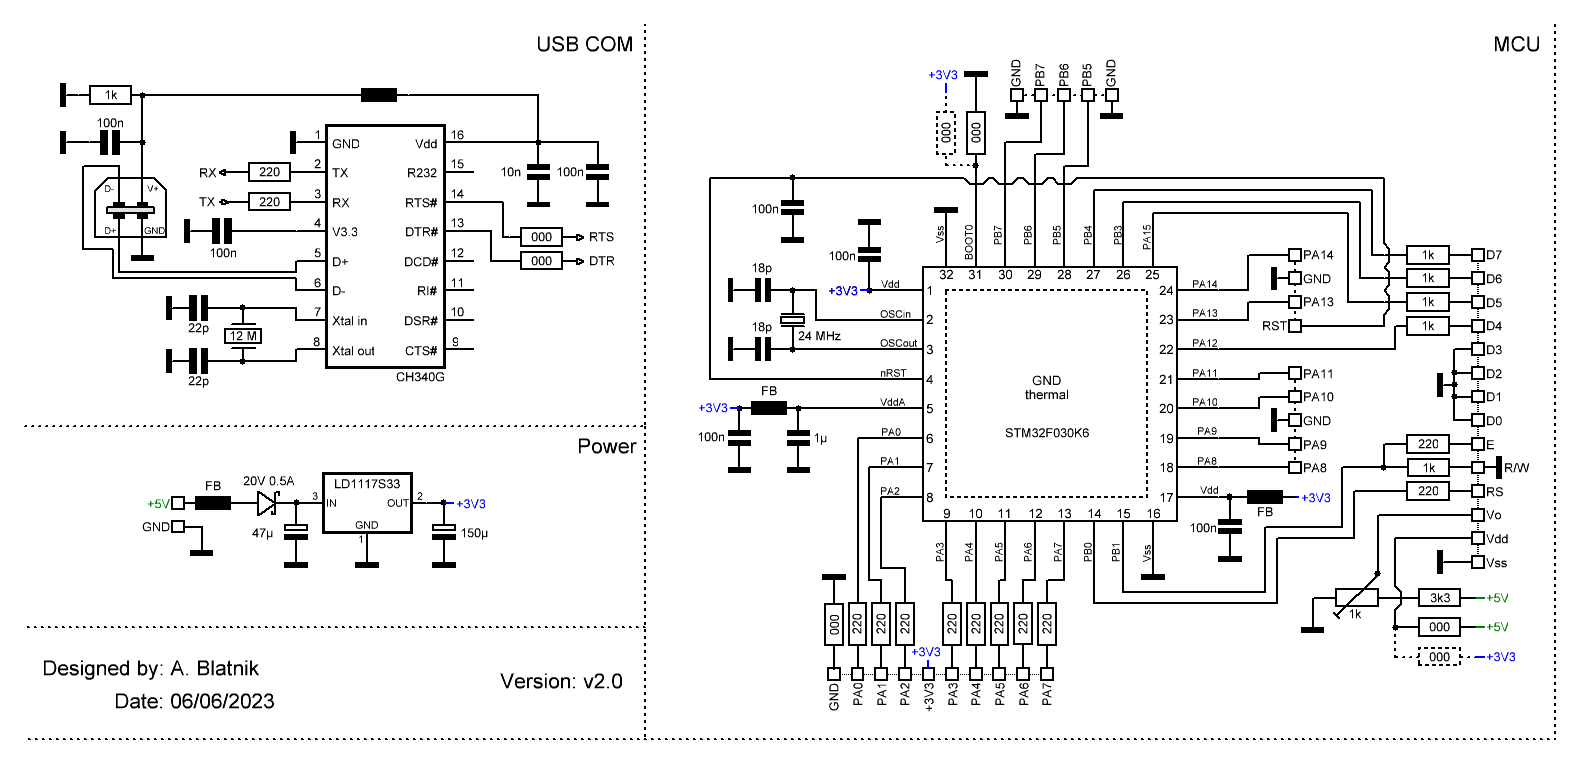 USB COM
1k
100n
D-
V+
D+
GND
RX
220
TX
220
100n
1
GND
2
TX
3
RX
4
V3.3
5
D+
6
D-
7
Xtal in
8
Xtal out
Vdd
16
R232
15
RTS#
14
DTR#
13
DCD#
12
RI#
11
DSR#
10
CTS#
9
CH340G
10n
100n
000
RTS
000
DTR
22p
12 M
22p
Power
+5V
FB
20V 0.5A
GND
47µ
3
IN
LD1117S33
OUT
2
GND
1
+3V3
150µ
Designed by: A. Blatnik
Date: 06/06/2023
Version: v2.0
MCU
+3V3
000
000
GND
PB7
PB6
PB5
GND
100n
100n
+3V3
18p
18p
24 MHz
+3V3
FB
100n
1µ
Vss
BOOT0
PB7
PB6
PB5
PB4
PB3
PA15
32
31
30
29
28
27
26
25
Vdd
1
OSCin
2
OSCout
3
nRST
4
VddA
5
PA0
6
PA1
7
PA2
8
GND
thermal
STM32F030K6
24
PA14
23
PA13
22
PA12
21
PA11
20
PA10
19
PA9
18
PA8
17
Vdd
9
10
11
12
13
14
15
16
PA3
PA4
PA5
PA6
PA7
PB0
PB1
Vss
PA14
GND
PA13
RST
PA11
PA10
GND
PA9
PA8
FB
+3V3
100n
1k
D7
1k
D6
1k
D5
1k
D4
D3
D2
D1
D0
220
E
1k
R/W
220
RS
Vo
Vdd
Vss
1k
3k3
+5V
000
+5V
000
+3V3
000
220
220
220
220
220
220
220
220
+3V3
GND
PA0
PA1
PA2
+3V3
PA3
PA4
PA5
PA6
PA7